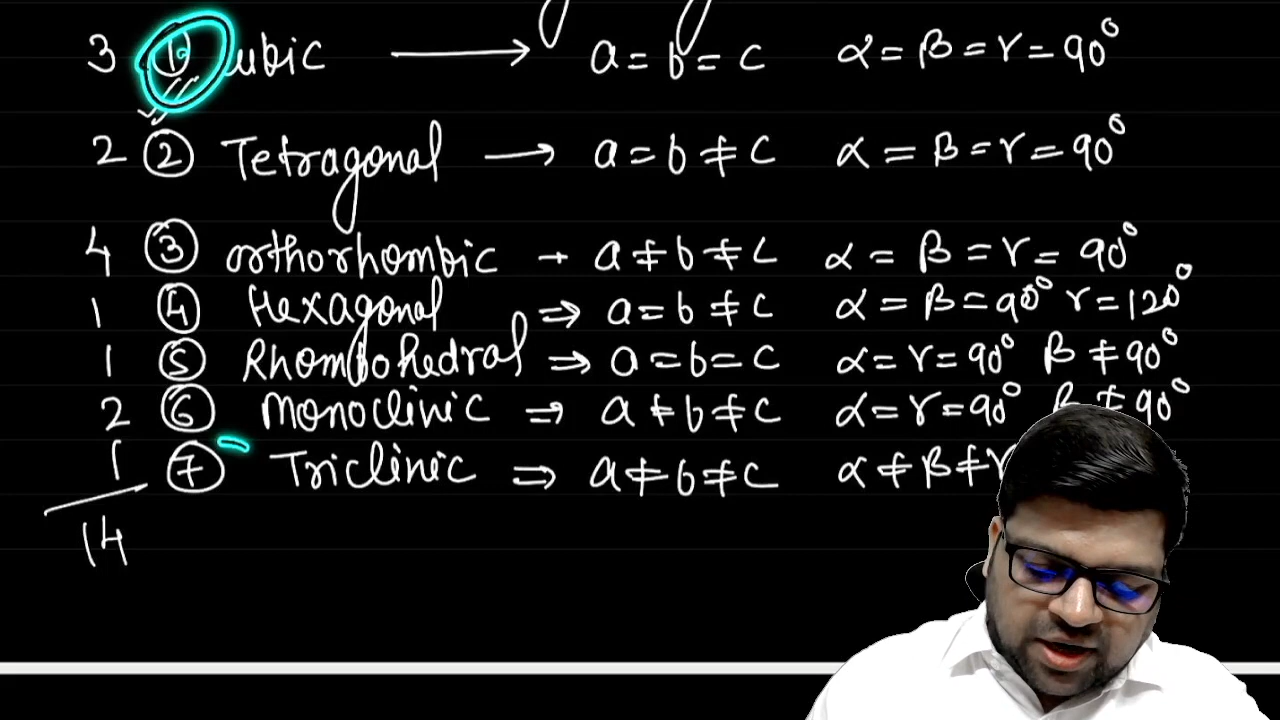 3 ① ubic ⟶ a = b = c α = β = γ = 90°
2 ② Tetragonal ⟶ a = b ≠ c α = β = γ = 90°
4 ③ orthorhombic → a ≠ b ≠ c α = β = γ = 90°
1 ④ Hexagonal ⇒ a = b ≠ c α = β = 90° γ = 120°
1 ⑤ Rhombohedral ⇒ a = b = c α = γ = 90° β ≠ 90°
2 ⑥ monoclinic ⇒ a ≠ b ≠ c α = γ = 90° β ≠ 90°
1 ⑦ Triclinic ⇒ a ≠ b ≠ c α ≠ β ≠ γ
14